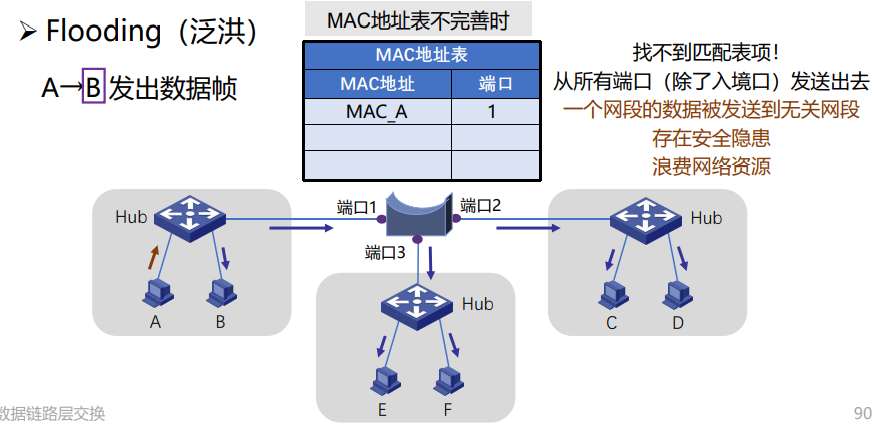 ➢ Flooding（泛洪）
A→B 发出数据帧
MAC地址表不完善时
MAC地址表
MAC地址 端口
MAC_A 1
找不到匹配表项！
从所有端口（除了入境口）发送出去
一个网段的数据被发送到无关网段
存在安全隐患
浪费网络资源
Hub 端口1 端口2 Hub
端口3
A B
Hub
C D
E F
数据链路层交换 90